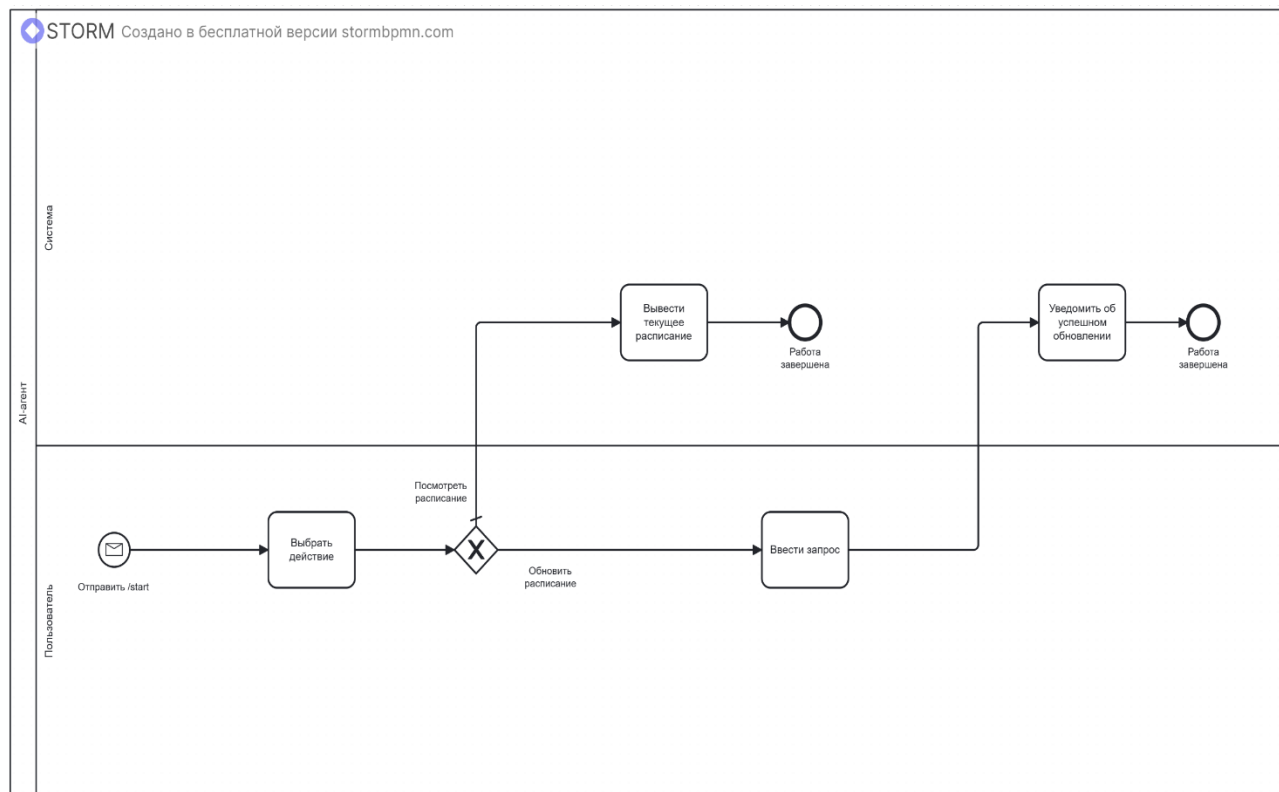 STORM Создано в бесплатной версии stormbpmn.com
AI-агент
Система
Вывести
текущее
расписание
Работа
завершена
Уведомить об
успешном
обновлении
Работа
завершена
Пользователь
Отправить /start
Выбрать
действие
Посмотреть
расписание
X
Обновить
расписание
Ввести запрос